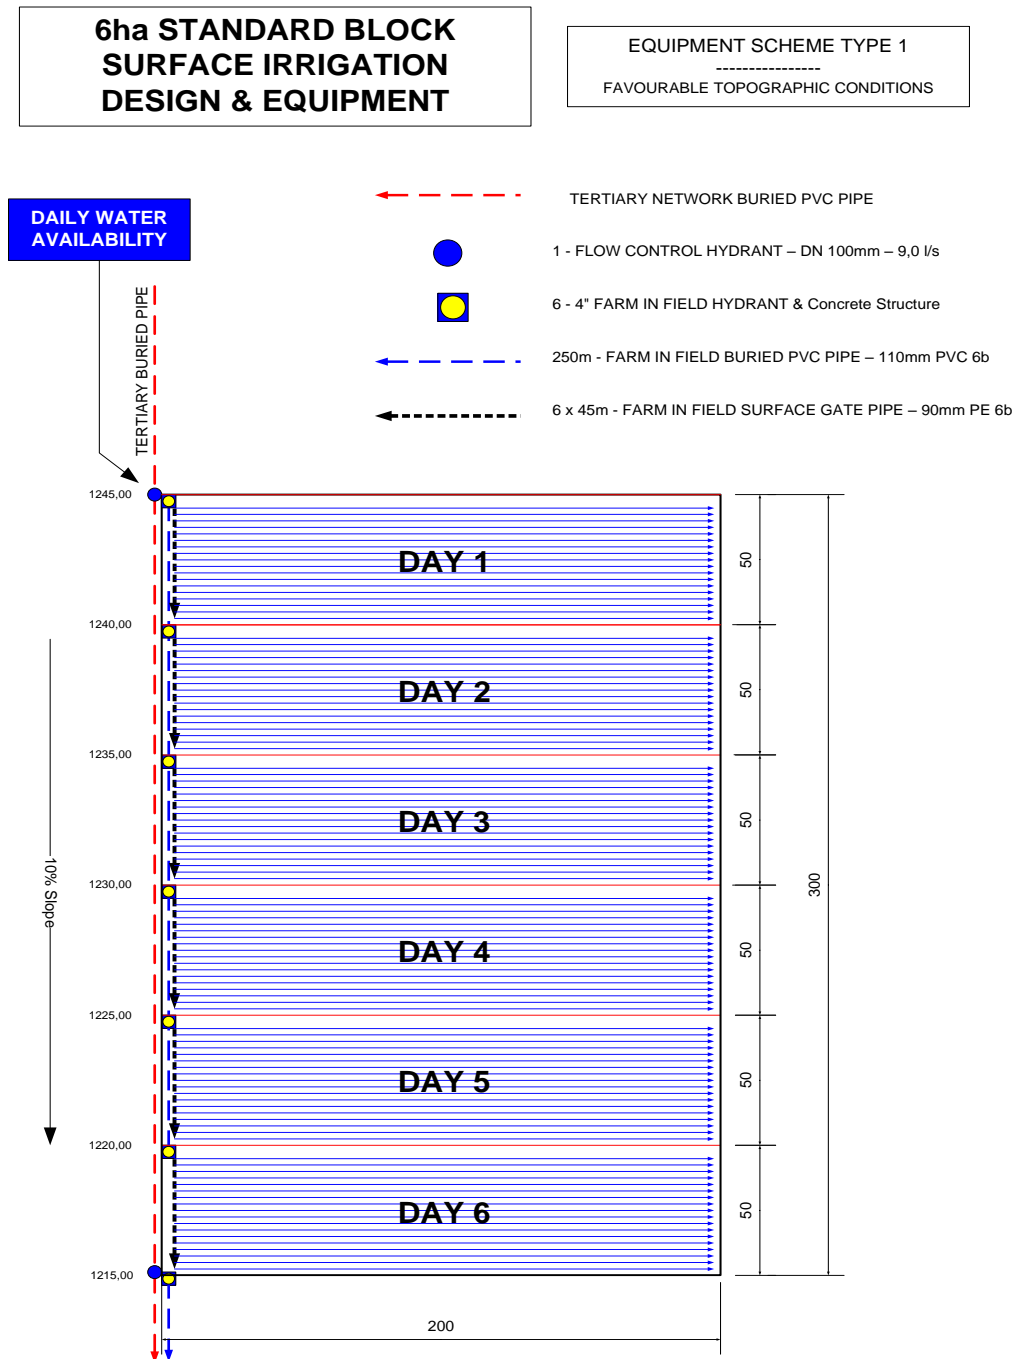 6ha STANDARD BLOCK
SURFACE IRRIGATION
DESIGN & EQUIPMENT
EQUIPMENT SCHEME TYPE 1
----------------
FAVOURABLE TOPOGRAPHIC CONDITIONS
DAILY WATER
AVAILABILITY
TERTIARY NETWORK BURIED PVC PIPE
1 - FLOW CONTROL HYDRANT – DN 100mm – 9,0 l/s
6 - 4" FARM IN FIELD HYDRANT & Concrete Structure
250m - FARM IN FIELD BURIED PVC PIPE – 110mm PVC 6b
6 x 45m - FARM IN FIELD SURFACE GATE PIPE – 90mm PE 6b
TERTIARY BURIED PIPE
1245,00
DAY 1
50
1240,00
DAY 2
50
1235,00
DAY 3
50
1230,00
10% Slope
300
DAY 4
50
1225,00
DAY 5
50
1220,00
DAY 6
50
1215,00
200